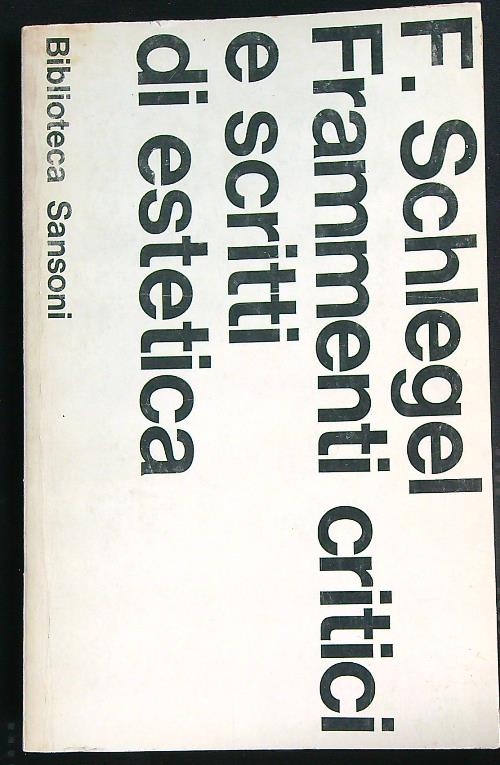 F. Schlegel
Frammenti critici
e scritti
di estetica
Biblioteca Sansoni